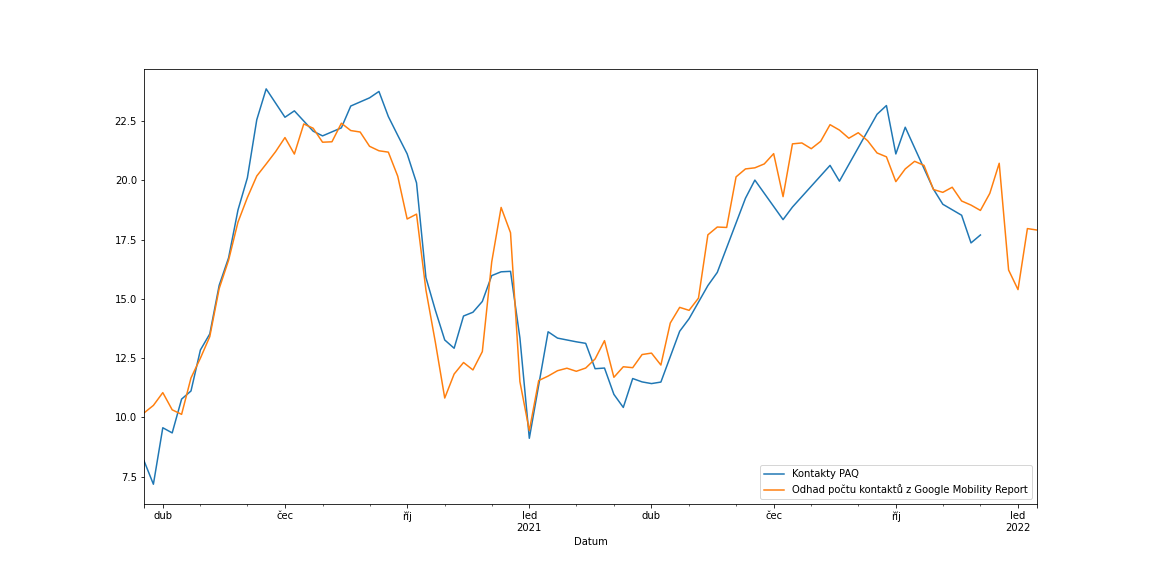 22.5
20.0
17.5
15.0
12.5
10.0
7.5
Kontakty PAQ
Odhad počtu kontaktů z Google Mobility Report
dub
čec
říj
led
2021
dub
čec
říj
led
2022
Datum